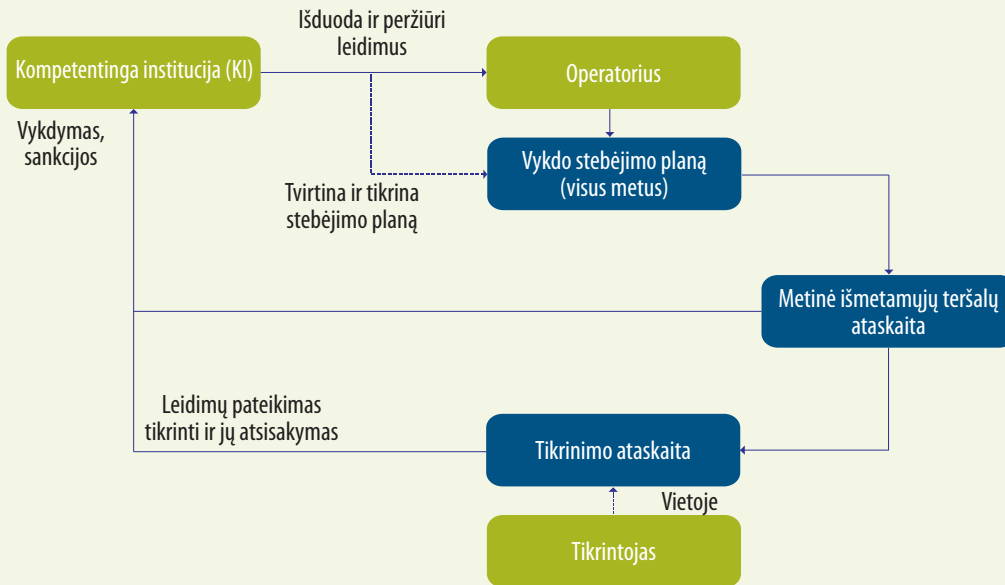 Išduoda ir peržiūri
leidimus
Kompetentinga institucija (KI)
Operatorius
Vykdymas,
sankcijos
Vykdo stebėjimo planą
(visus metus)
Tvirtina ir tikrina
stebėjimo planą
Metinė išmetamųjų teršalų
ataskaita
Leidimų pateikimas
tikrinti ir jų atsisakymas
Tikrinimo ataskaita
Vietoje
Tikrintojas